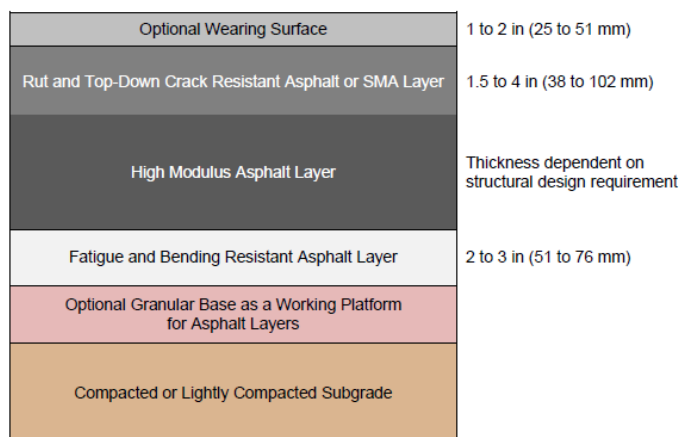 Optional Wearing Surface
1 to 2 in (25 to 51 mm)
Rut and Top-Down Crack Resistant Asphalt or SMA Layer
1.5 to 4 in (38 to 102 mm)
High Modulus Asphalt Layer
Thickness dependent on
structural design requirement
Fatigue and Bending Resistant Asphalt Layer
2 to 3 in (51 to 76 mm)
Optional Granular Base as a Working Platform
for Asphalt Layers
Compacted or Lightly Compacted Subgrade